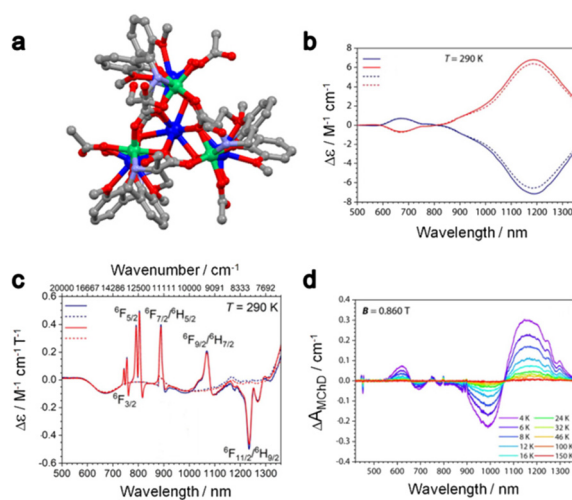 a
b
T = 290 K
Δε / M⁻¹ cm⁻¹
8
6
4
2
0
-2
-4
-6
8
500 600 700 800 900 1000 1100 1200 1300
Wavelength / nm
c
Wavenumber / cm⁻¹
20000 16667 14286 12500 11111 10000 9091 8333 7692
T = 290 K
Δε / M⁻¹ cm⁻¹ T⁻¹
0.6
0.4
0.2
0.0
-0.2
-0.4
-0.6
⁶F₅/₂
⁶F₇/₂/⁶H₅/₂
⁶F₉/₂/⁶H₇/₂
⁶F₃/₂
⁶F₁₁/₂/⁶H₉/₂
500 600 700 800 900 1000 1100 1200 1300
Wavelength / nm
d
B = 0.860 T
ΔA MChD / cm⁻¹
0.4
0.3
0.2
0.1
0.0
-0.1
-0.2
-0.3
4 K 24 K
6 K 32 K
8 K 46 K
12 K 100 K
16 K 150 K
500 600 700 800 900 1000 1100 1200 1300
Wavelength / nm